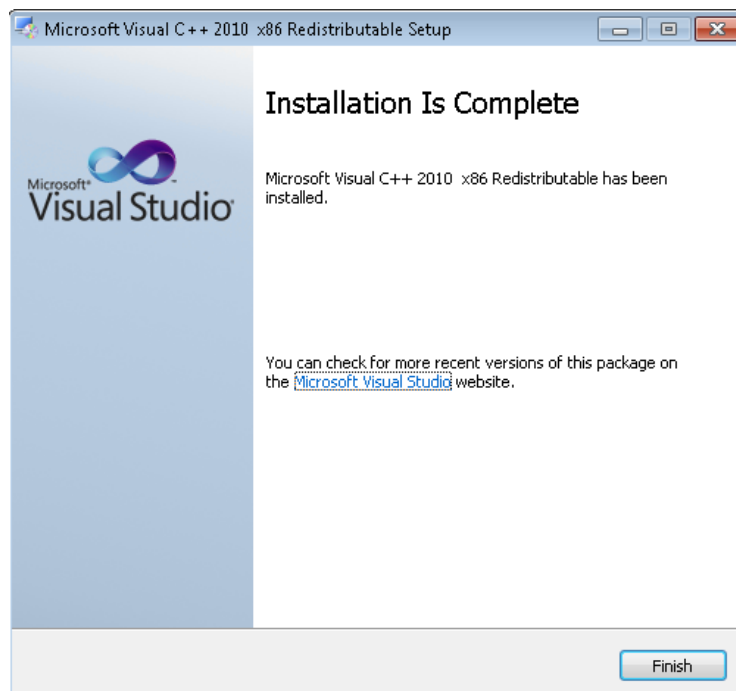 Microsoft Visual C++ 2010 x86 Redistributable Setup
Installation Is Complete
Microsoft Visual C++ 2010 x86 Redistributable has been
installed.
Microsoft®
Visual Studio®
You can check for more recent versions of this package on
the Microsoft Visual Studio website.
Finish